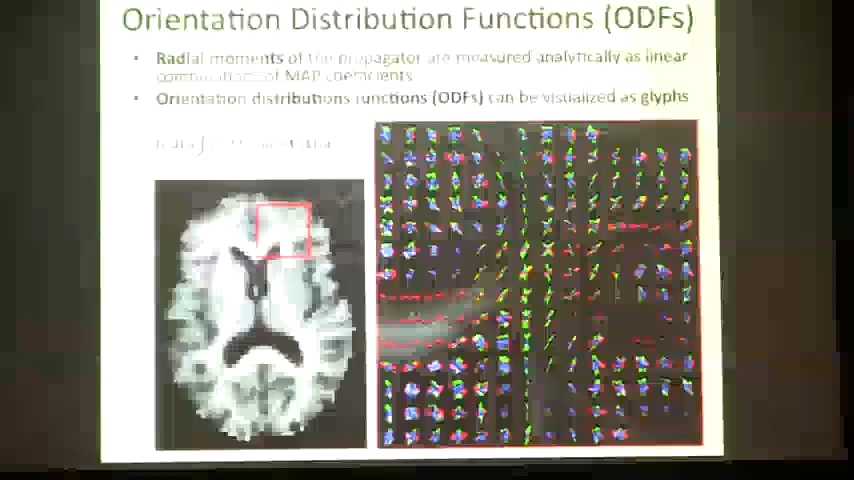 Orientation Distribution Functions (ODFs)
• Radial moments of the propagator are measured analytically as linear
combinations of MAP coefficients
• Orientation distributions functions (ODFs) can be visualized as glyphs